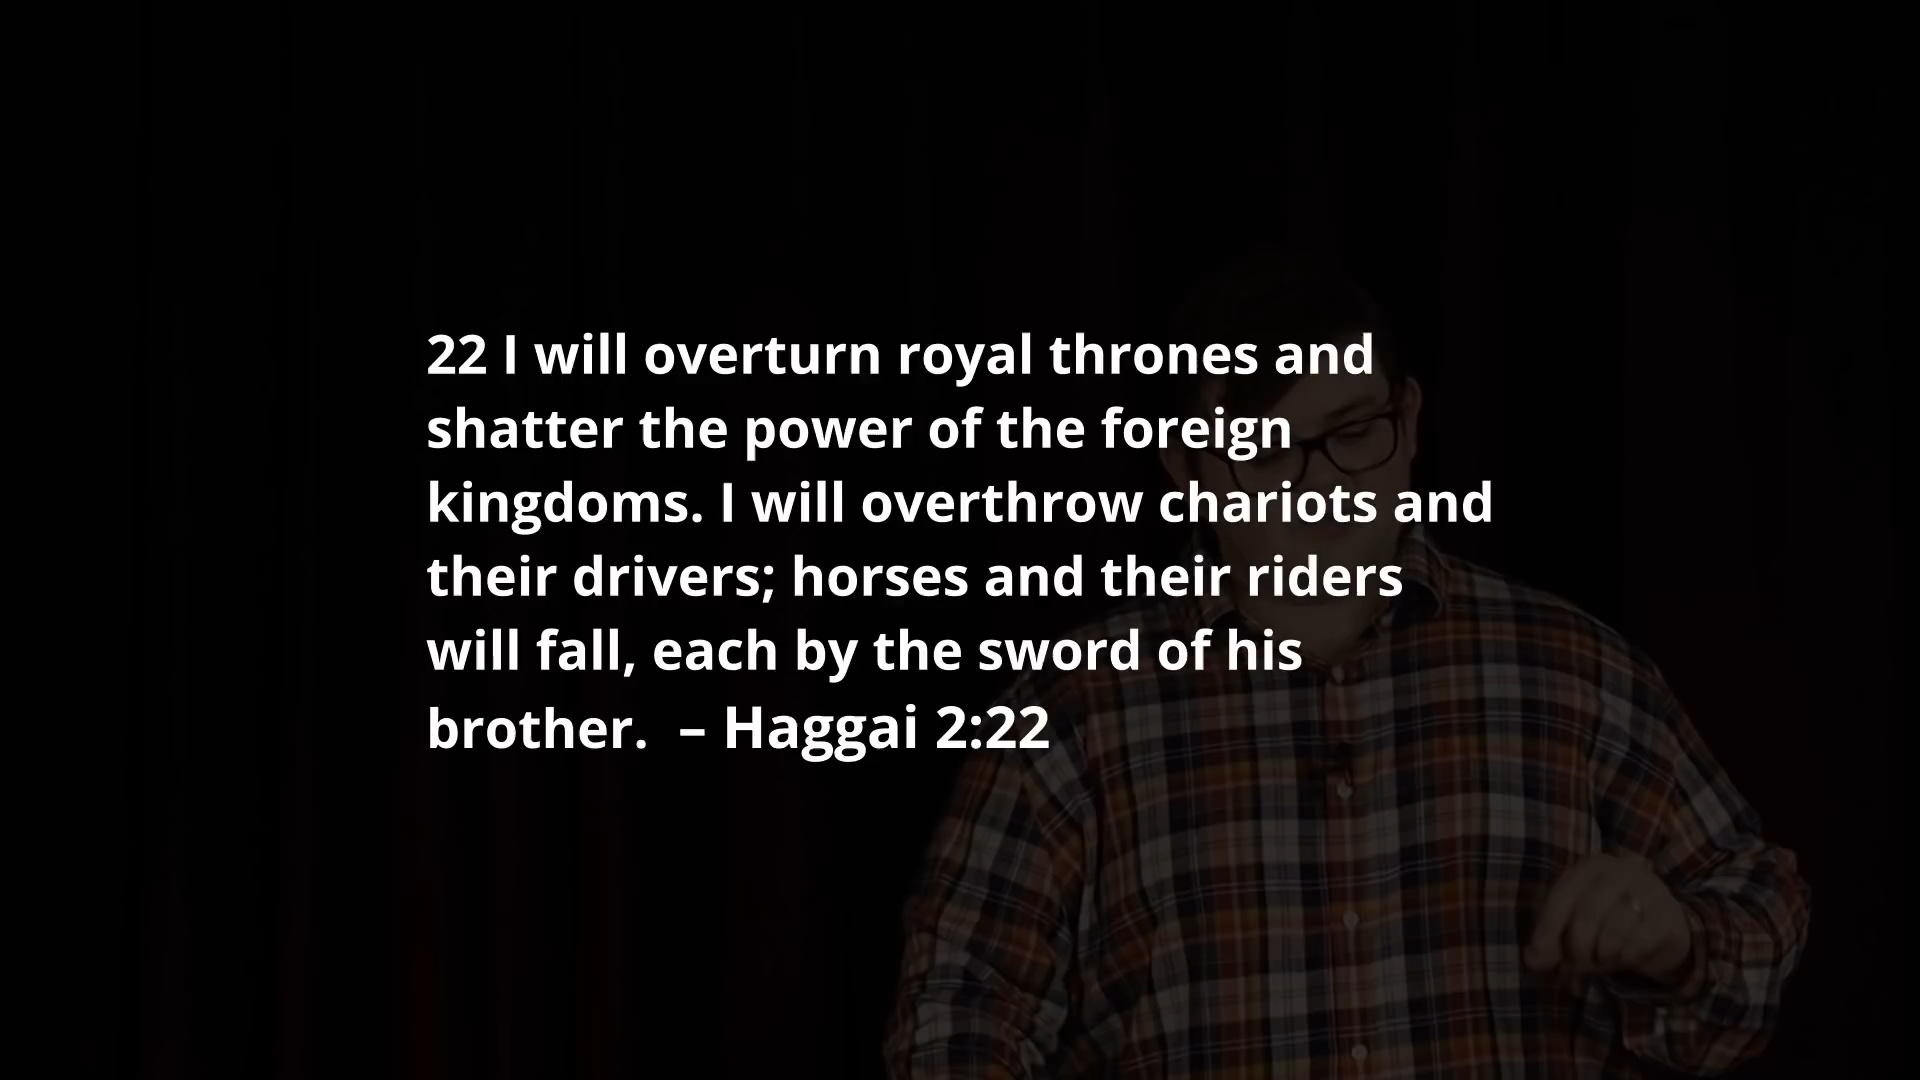 22 I will overturn royal thrones and
shatter the power of the foreign
kingdoms. I will overthrow chariots and
their drivers; horses and their riders
will fall, each by the sword of his
brother.  – Haggai 2:22